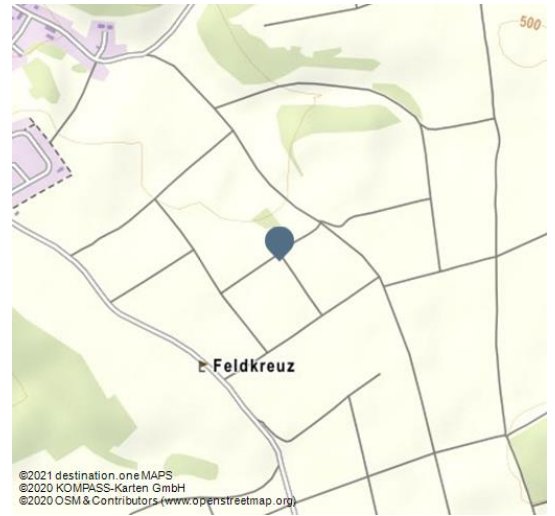 500
Feldkreuz
©2021 destination.one MAPS
©2020 KOMPASS-Karten GmbH
©2020 OSM & Contributors (www.openstreetmap.org)